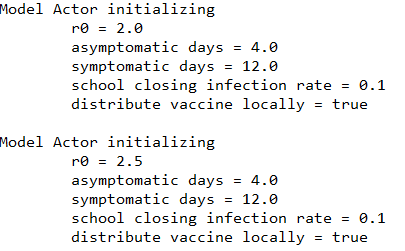 Model Actor initializing
r0 = 2.0
asymptomatic days = 4.0
symptomatic days = 12.0
school closing infection rate = 0.1
distribute vaccine locally = true
Model Actor initializing
r0 = 2.5
asymptomatic days = 4.0
symptomatic days = 12.0
school closing infection rate = 0.1
distribute vaccine locally = true